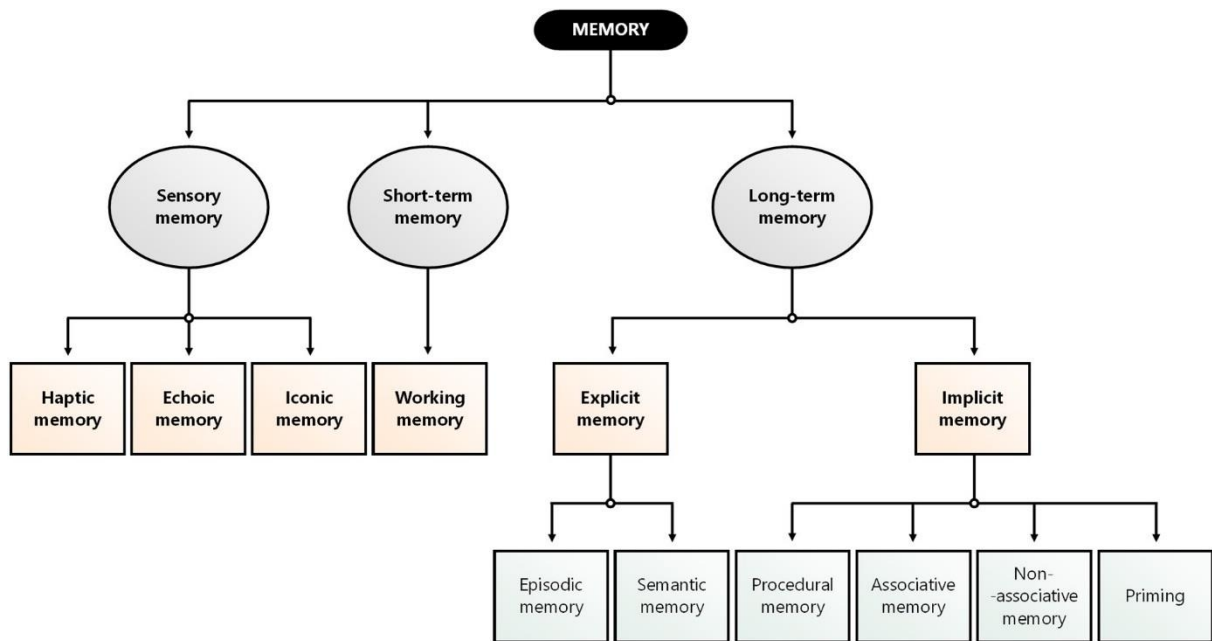 MEMORY
Sensory
memory
Short-term
memory
Long-term
memory
Haptic
memory
Echoic
memory
Iconic
memory
Working
memory
Explicit
memory
Implicit
memory
Episodic
memory
Semantic
memory
Procedural
memory
Associative
memory
Non-
-associative
memory
Priming